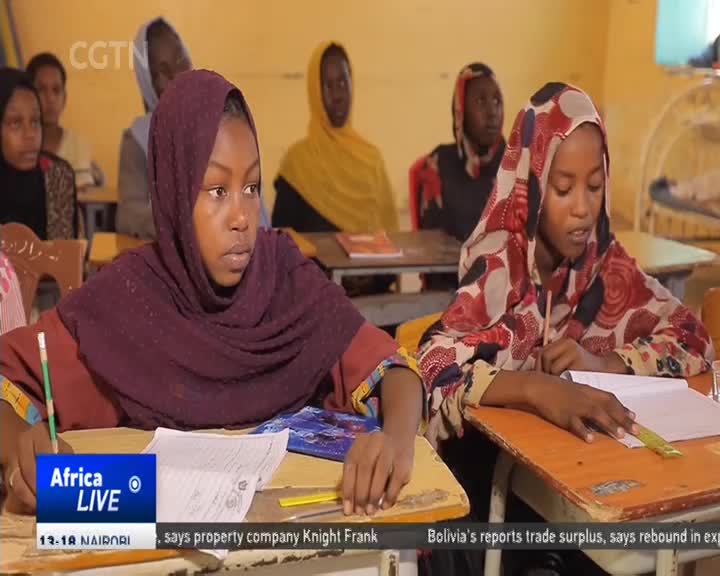 CGTN
Africa
LIVE
13:18 NAIROBI
e, says property company Knight Frank Bolivia's reports trade surplus, says rebound in exp